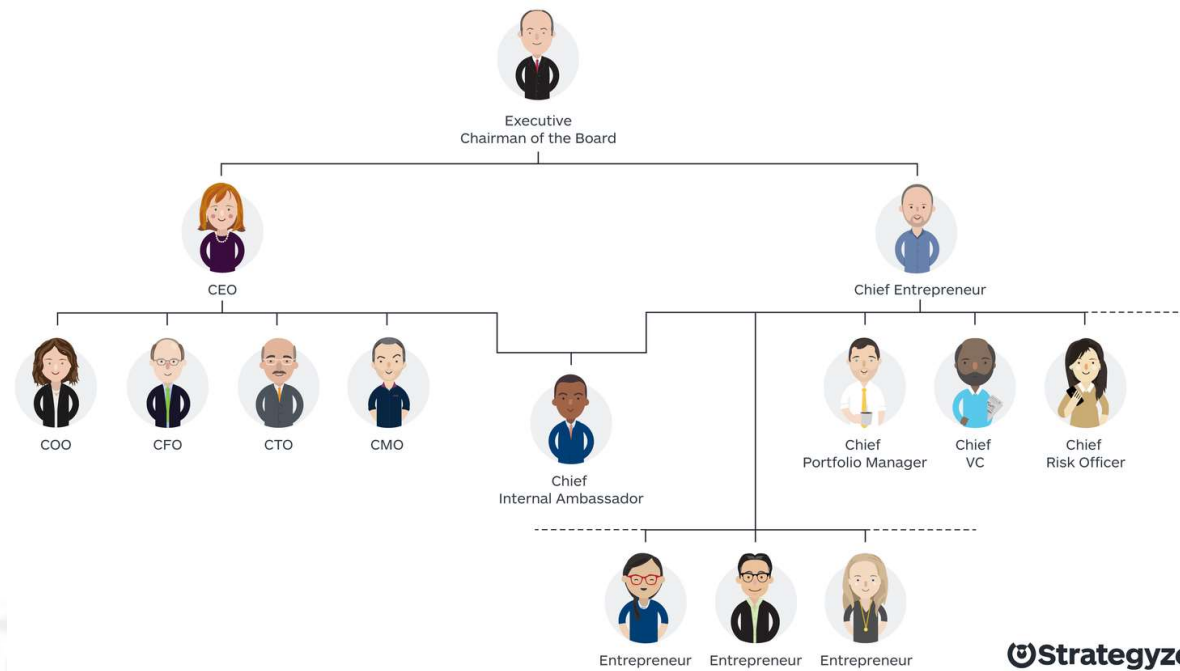 Executive
Chairman of the Board
CEO
Chief Entrepreneur
COO
CFO
CTO
CMO
Chief
Internal Ambassador
Chief
Portfolio Manager
Chief
VC
Chief
Risk Officer
Entrepreneur
Entrepreneur
Entrepreneur
Strategyze